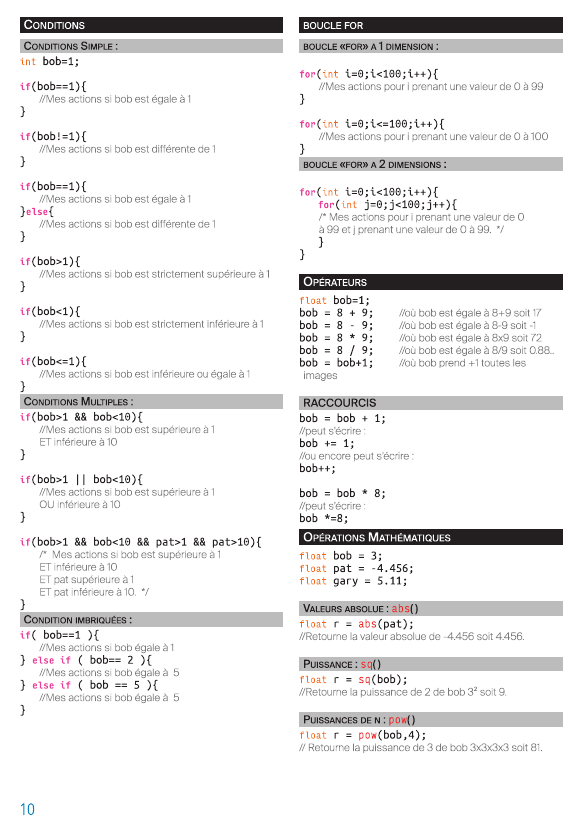 CONDITIONS
CONDITIONS SIMPLE :
int bob=1;
if(bob==1){
//Mes actions si bob est égale à 1
}
if(bob!=1){
//Mes actions si bob est différente de 1
}
if(bob==1){
//Mes actions si bob est égale à 1
}else{
//Mes actions si bob est différente de 1
}
if(bob>1){
//Mes actions si bob est strictement supérieure à 1
}
if(bob<1){
//Mes actions si bob est strictement inférieure à 1
}
if(bob<=1){
//Mes actions si bob est inférieure ou égale à 1
}
CONDITIONS MULTIPLES :
if(bob>1 && bob<10){
//Mes actions si bob est supérieure à 1
ET inférieure à 10
}
if(bob>1 || bob<10){
//Mes actions si bob est supérieure à 1
OU inférieure à 10
}
if(bob>1 && bob<10 && pat>1 && pat>10){
/* Mes actions si bob est supérieure à 1
ET inférieure à 10
ET pat supérieure à 1
ET pat inférieure à 10. */
}
CONDITION IMBRIQUÉES :
if( bob==1 ){
//Mes actions si bob égale à 1
} else if ( bob== 2 ){
//Mes actions si bob égale à 5
} else if ( bob == 5 ){
//Mes actions si bob égale à 5
}
BOUCLE FOR
BOUCLE «FOR» A 1 DIMENSION :
for(int i=0;i<100;i++){
//Mes actions pour i prenant une valeur de 0 à 99
}
for(int i=0;i<=100;i++){
//Mes actions pour i prenant une valeur de 0 à 100
}
BOUCLE «FOR» A 2 DIMENSIONS :
for(int i=0;i<100;i++){
for(int j=0;j<100;j++){
/* Mes actions pour i prenant une valeur de 0
à 99 et j prenant une valeur de 0 à 99. */
}
}
OPÉRATEURS
float bob=1;
bob = 8 + 9; //où bob est égale à 8+9 soit 17
bob = 8 - 9; //où bob est égale à 8-9 soit -1
bob = 8 * 9; //où bob est égale à 8x9 soit 72
bob = 8 / 9; //où bob est égale à 8/9 soit 0.88...
bob = bob+1; //où bob prend +1 toutes les
images
RACCOURCIS
bob = bob + 1;
//peut s'écrire :
bob += 1;
//ou encore peut s'écrire :
bob++;
bob = bob * 8;
//peut s'écrire :
bob *=8;
OPÉRATIONS MATHÉMATIQUES
float bob = 3;
float pat = -4.456;
float gary = 5.11;
VALEURS ABSOLUE : abs()
float r = abs(pat);
//Retourne la valeur absolue de -4.456 soit 4.456.
PUISSANCE : sq()
float r = sq(bob);
//Retourne la puissance de 2 de bob 3² soit 9.
PUISSANCES DE N : pow()
float r = pow(bob,4);
// Retourne la puissance de 3 de bob 3x3x3x3 soit 81.
10